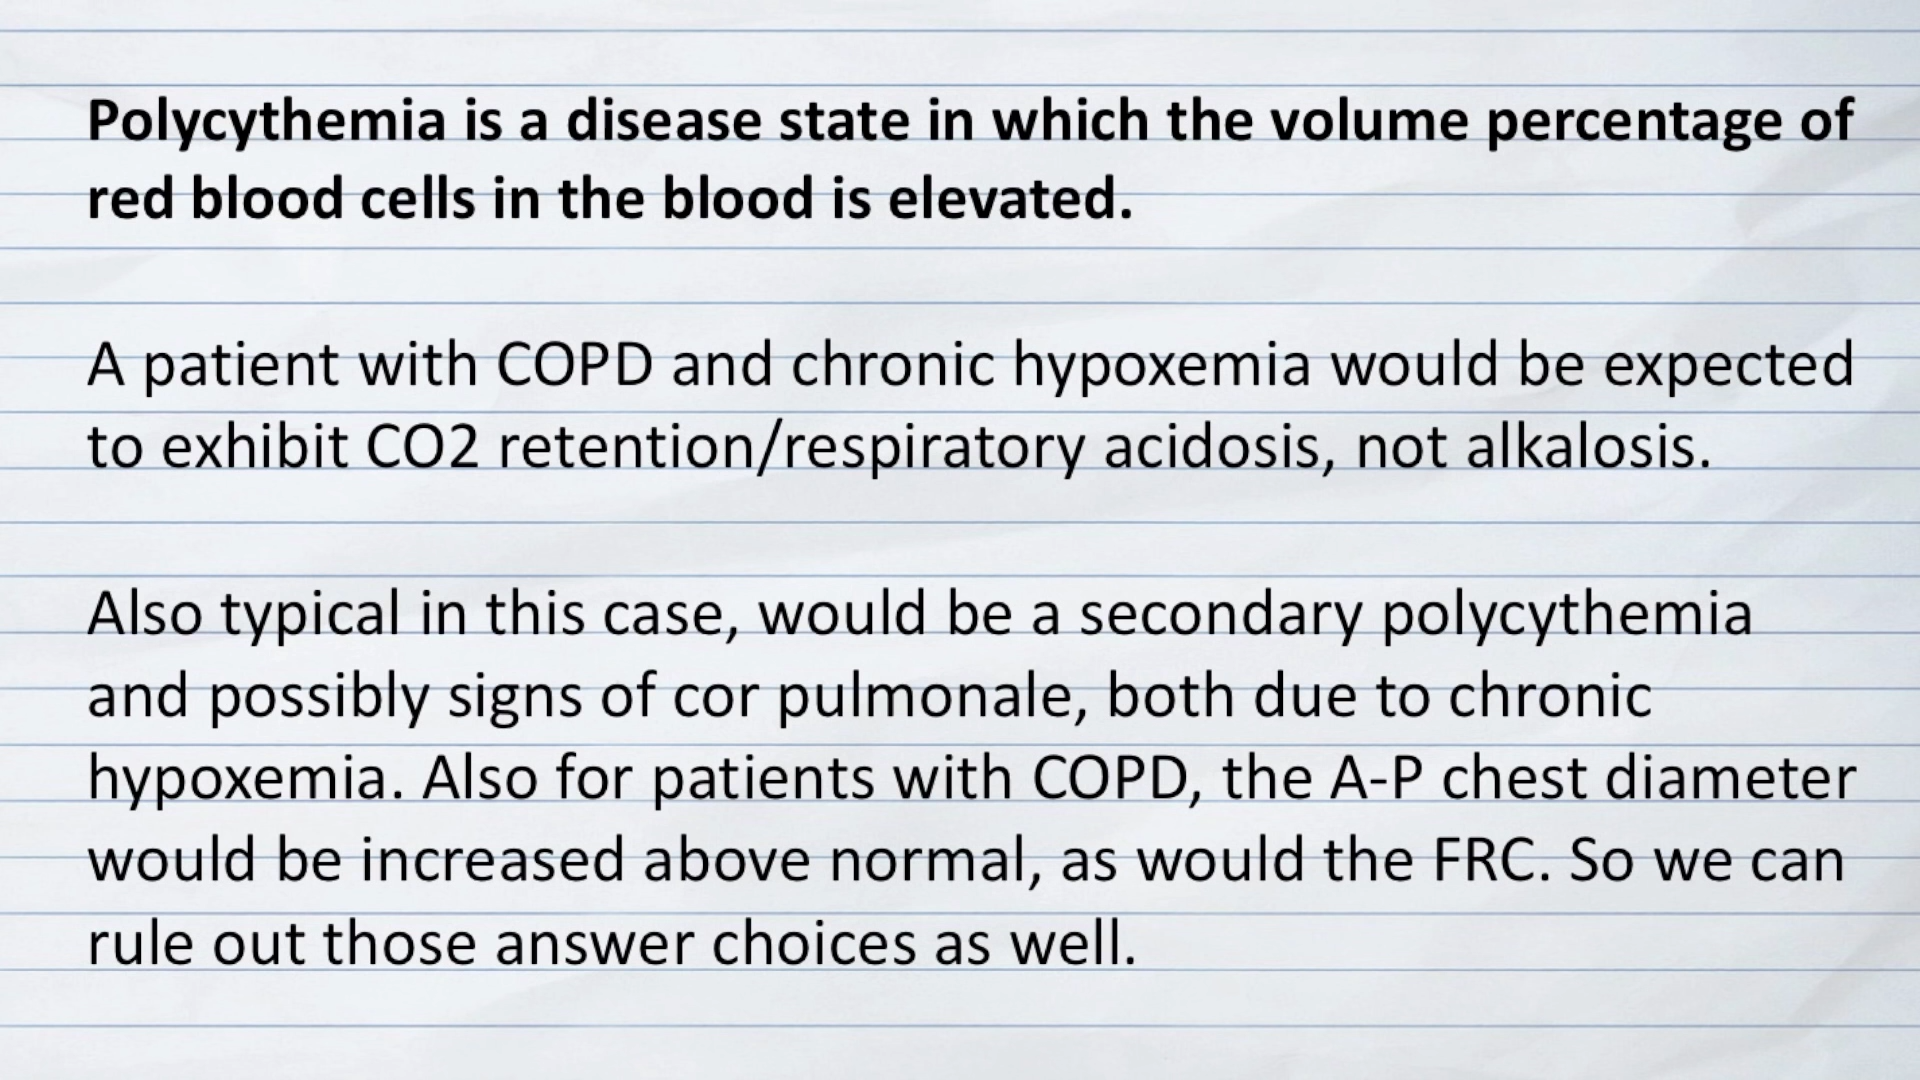 Polycythemia is a disease state in which the volume percentage of
red blood cells in the blood is elevated.
A patient with COPD and chronic hypoxemia would be expected
to exhibit CO2 retention/respiratory acidosis, not alkalosis.
Also typical in this case, would be a secondary polycythemia
and possibly signs of cor pulmonale, both due to chronic
hypoxemia. Also for patients with COPD, the A-P chest diameter
would be increased above normal, as would the FRC. So we can
rule out those answer choices as well.